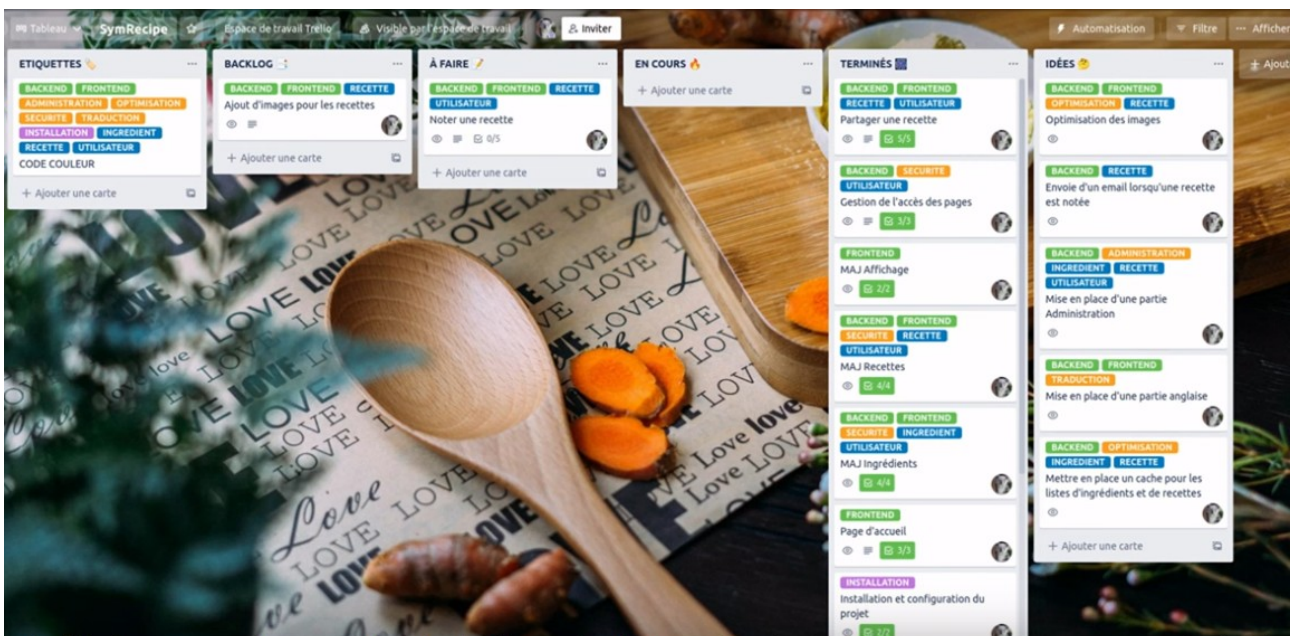 Tableau
SymRecipe
Espace de travail Trello
Visible par l'espace de travail
Inviter
Automatisation
Filtre
Afficher
ETIQUETTES
BACKEND FRONTEND
ADMINISTRATION OPTIMISATION
SECURITE TRADUCTION
INSTALLATION INGREDIENT
RECETTE UTILISATEUR
CODE COULEUR
+ Ajouter une carte
BACKLOG
BACKEND FRONTEND RECETTE
Ajout d'images pour les recettes
+ Ajouter une carte
À FAIRE
BACKEND FRONTEND RECETTE
UTILISATEUR
Noter une recette
0/5
+ Ajouter une carte
EN COURS
+ Ajouter une carte
TERMINÉS
BACKEND FRONTEND
RECETTE UTILISATEUR
Partager une recette
5/5
BACKEND SECURITE
UTILISATEUR
Gestion de l'accès des pages
3/3
FRONTEND
MAJ Affichage
2/2
BACKEND FRONTEND
SECURITE RECETTE
UTILISATEUR
MAJ Recettes
4/4
BACKEND FRONTEND
SECURITE INGREDIENT
UTILISATEUR
MAJ Ingrédients
4/4
FRONTEND
Page d'accueil
3/3
INSTALLATION
Installation et configuration du
projet
2/2
IDÉES
BACKEND FRONTEND
OPTIMISATION RECETTE
Optimisation des images
BACKEND RECETTE
Envoie d'un email lorsqu'une recette
est notée
BACKEND ADMINISTRATION
INGREDIENT RECETTE
UTILISATEUR
Mise en place d'une partie
Administration
BACKEND FRONTEND
TRADUCTION
Mise en place d'une partie anglaise
BACKEND OPTIMISATION
INGREDIENT RECETTE
Mettre en place un cache pour les
listes d'ingrédients et de recettes
+ Ajouter une carte
+ Ajout